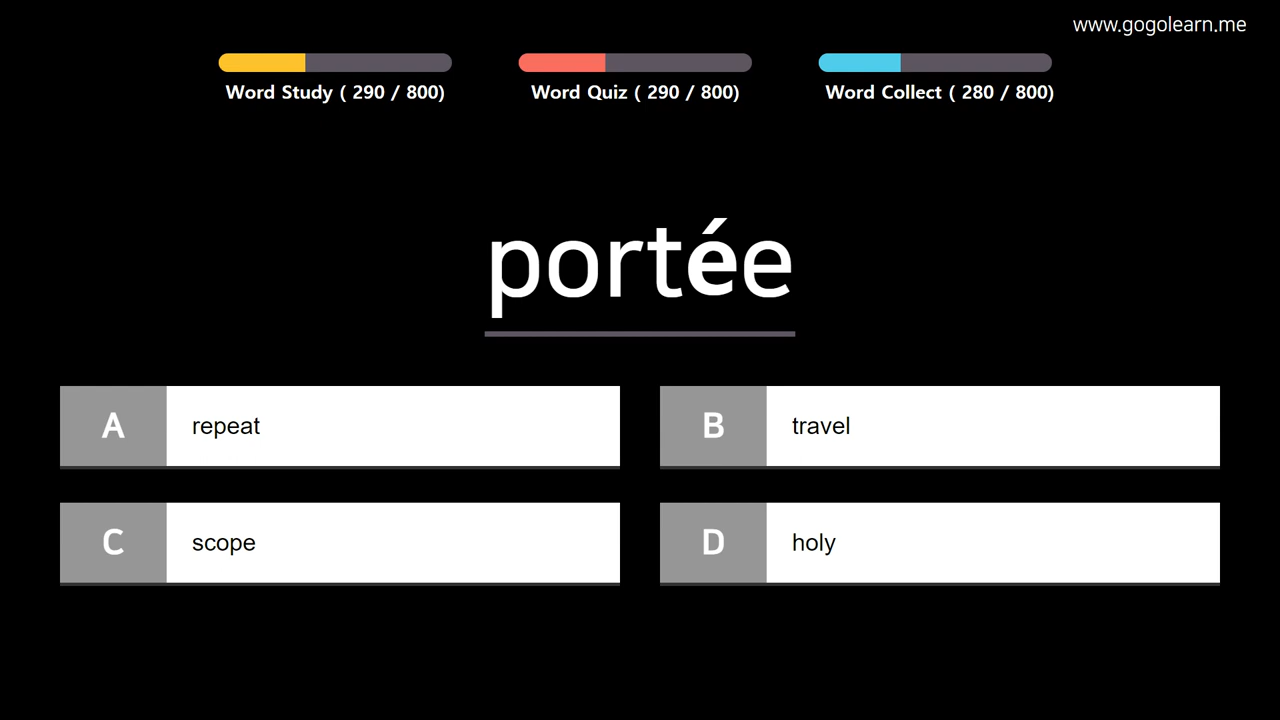 www.gogolearn.me
Word Study ( 290 / 800)
Word Quiz ( 290 / 800)
Word Collect ( 280 / 800)
portée
A
repeat
B
travel
C
scope
D
holy